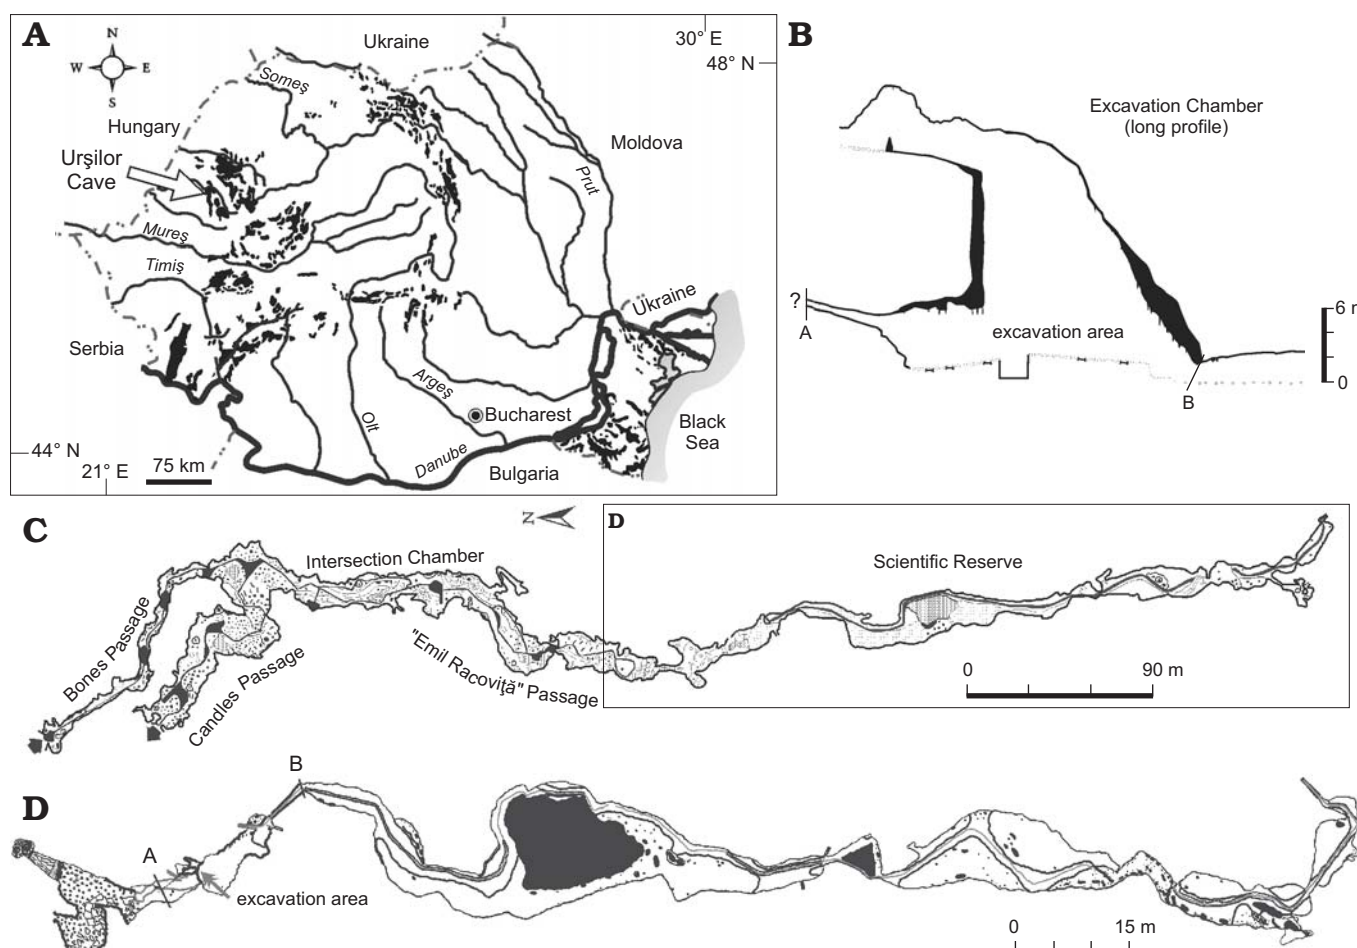 A
N
W E
S
Ukraine
30° E
48° N
Someş
Hungary
Moldova
Urşilor
Cave
Prut
Mureş
Timiş
Ukraine
Serbia
Argeş
Olt
Bucharest
Black
Sea
Danube
Bulgaria
44° N
21° E
75 km
B
Excavation Chamber
(long profile)
?
A
excavation area
B
6 m
0
C
N
Intersection Chamber
Bones Passage
Candles Passage
"Emil Racoviţă" Passage
D
Scientific Reserve
0 90 m
D
A
B
excavation area
0 15 m